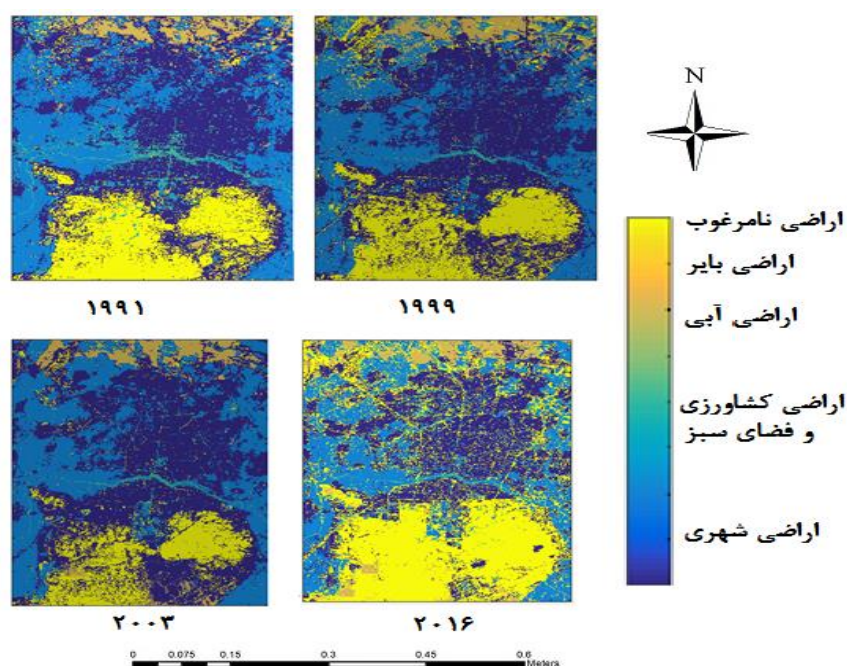 N
۱۹۹۱
۱۹۹۹
۲۰۰۳
۲۰۱۶
اراضی نامرغوب
اراضی بایر
اراضی آبی
اراضی کشاورزی
و فضای سبز
اراضی شهری
0 0.075 0.15 0.3 0.45 0.6
Meters